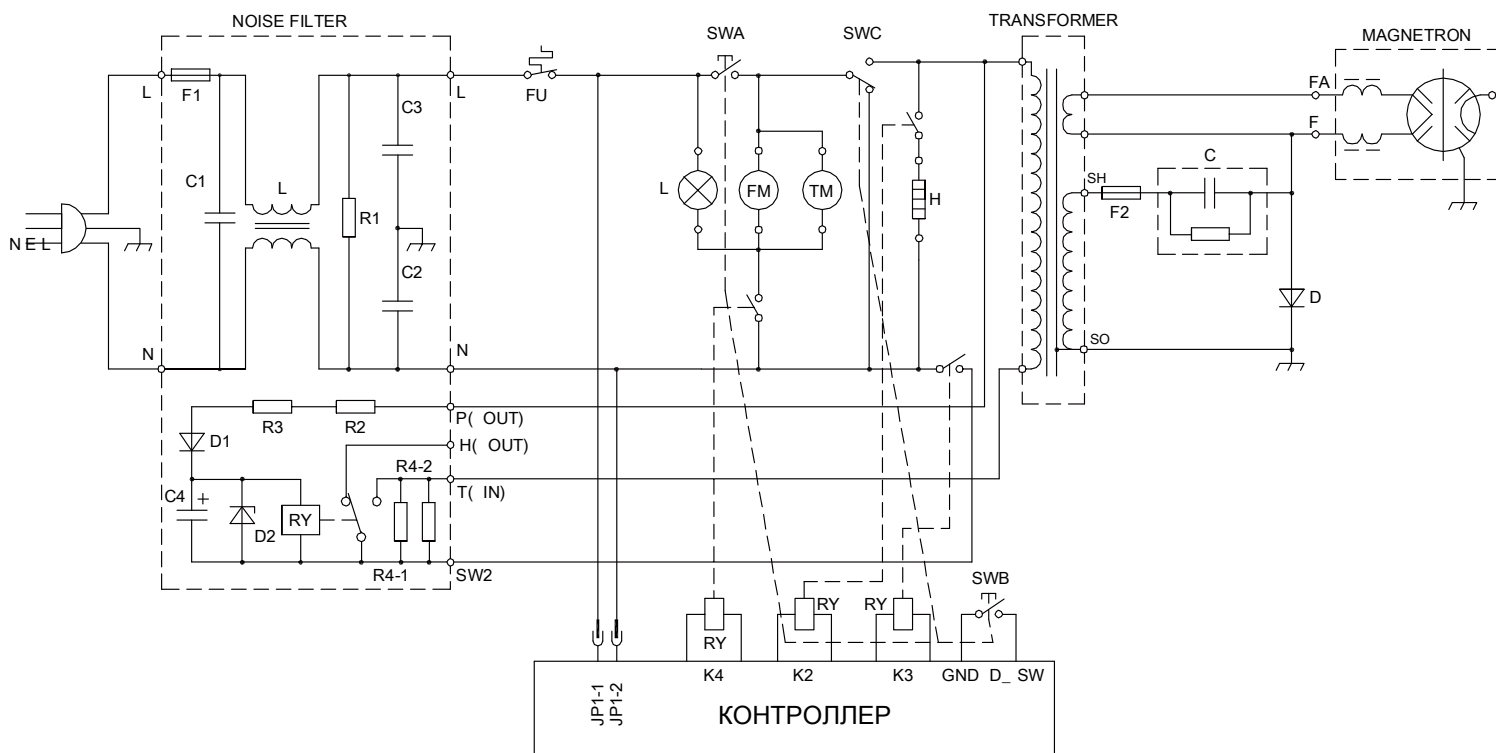 NOISE FILTER
SWA
SWC
TRANSFORMER
MAGNETRON
L
F1
L
FU
FA
F
C3
C1
L
R1
C2
L
FM
TM
H
SH
F2
C
N E L
D
SO
N
N
R3
R2
P( OUT)
D1
H( OUT)
R4-2
T( IN)
C4
+
RY
D2
R4-1
SW2
SWB
RY
RY
RY
K4
K2
K3
GND
D_ SW
JP1-1
JP1-2
КОНТРОЛЛЕР